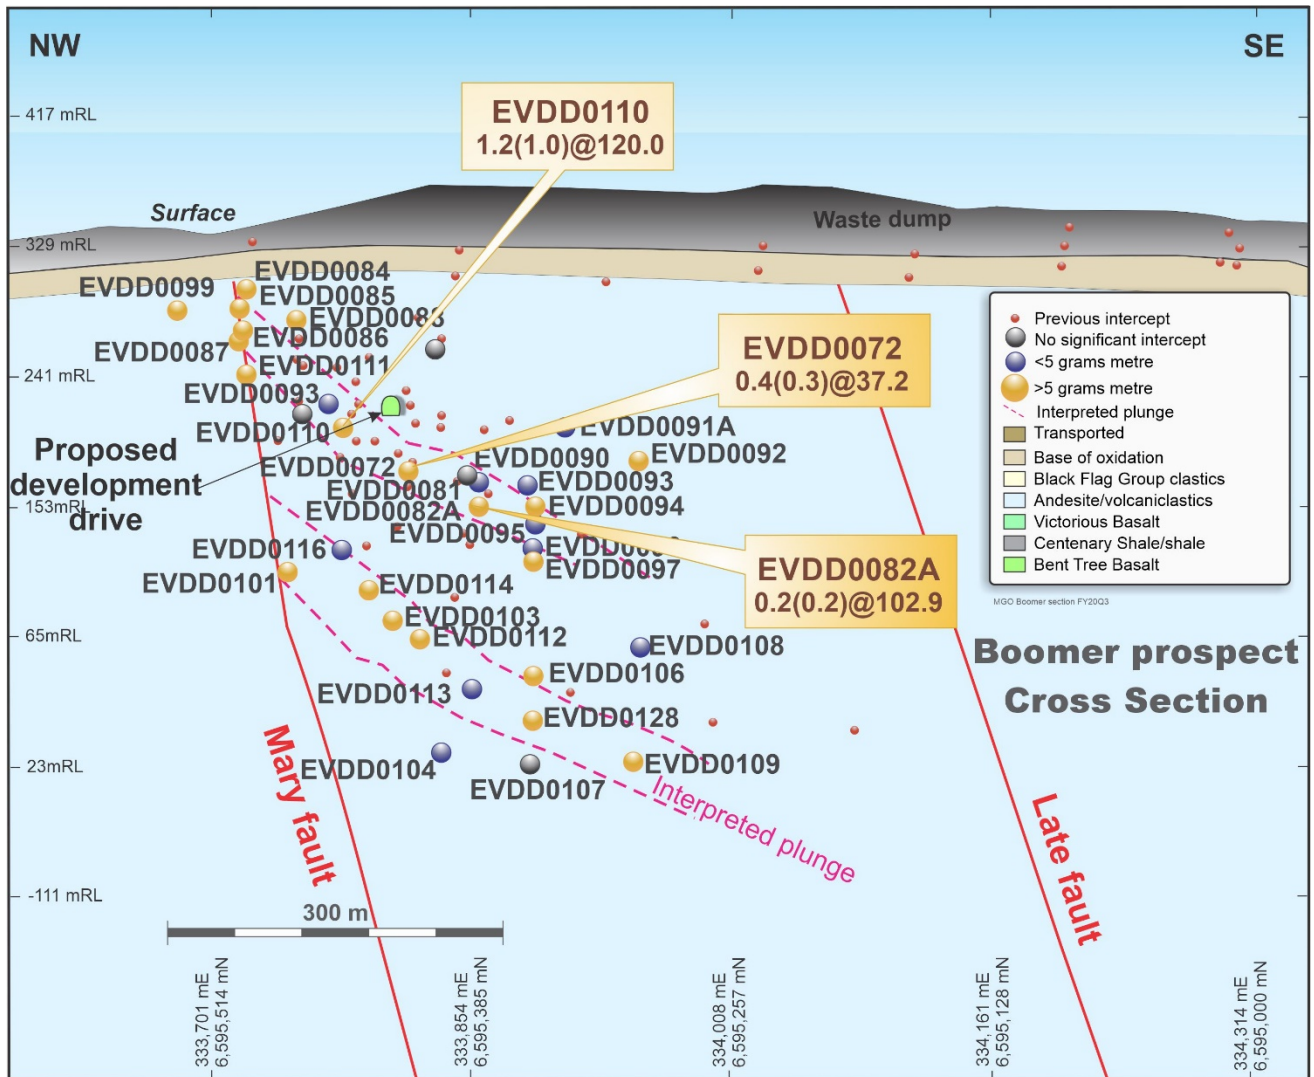 NW
SE
417 mRL
EVDD0110
1.2(1.0)@120.0
Surface
Waste dump
329 mRL
EVDD0099
EVDD0084
EVDD0085
EVDD0086
EVDD0087
EVDD0111
241 mRL
EVDD0093
EVDD0110
Proposed
development
drive
EVDD0072
0.4(0.3)@37.2
EVDD0091A
EVDD0072
EVDD0090
EVDD0092
EVDD0081
EVDD0093
153mRL
EVDD0082A
EVDD0094
EVDD0095
EVDD0097
EVDD0082A
0.2(0.2)@102.9
EVDD0116
EVDD0101
EVDD0114
EVDD0103
EVDD0112
65mRL
EVDD0108
EVDD0106
EVDD0113
EVDD0128
23mRL
EVDD0104
EVDD0107
EVDD0109
Mary fault
Interpreted plunge
Late fault
-111 mRL
300 m
Previous intercept
No significant intercept
<5 grams metre
>5 grams metre
Interpreted plunge
Transported
Base of oxidation
Black Flag Group clastics
Andesite/volcaniclastics
Victorious Basalt
Centenary Shale/shale
Bent Tree Basalt
MGO Boomer section FY20Q3
Boomer prospect
Cross Section
333,701 mE
6,595,514 mN
333,854 mE
6,595,385 mN
334,008 mE
6,595,257 mN
334,161 mE
6,595,128 mN
334,314 mE
6,595,000 mN